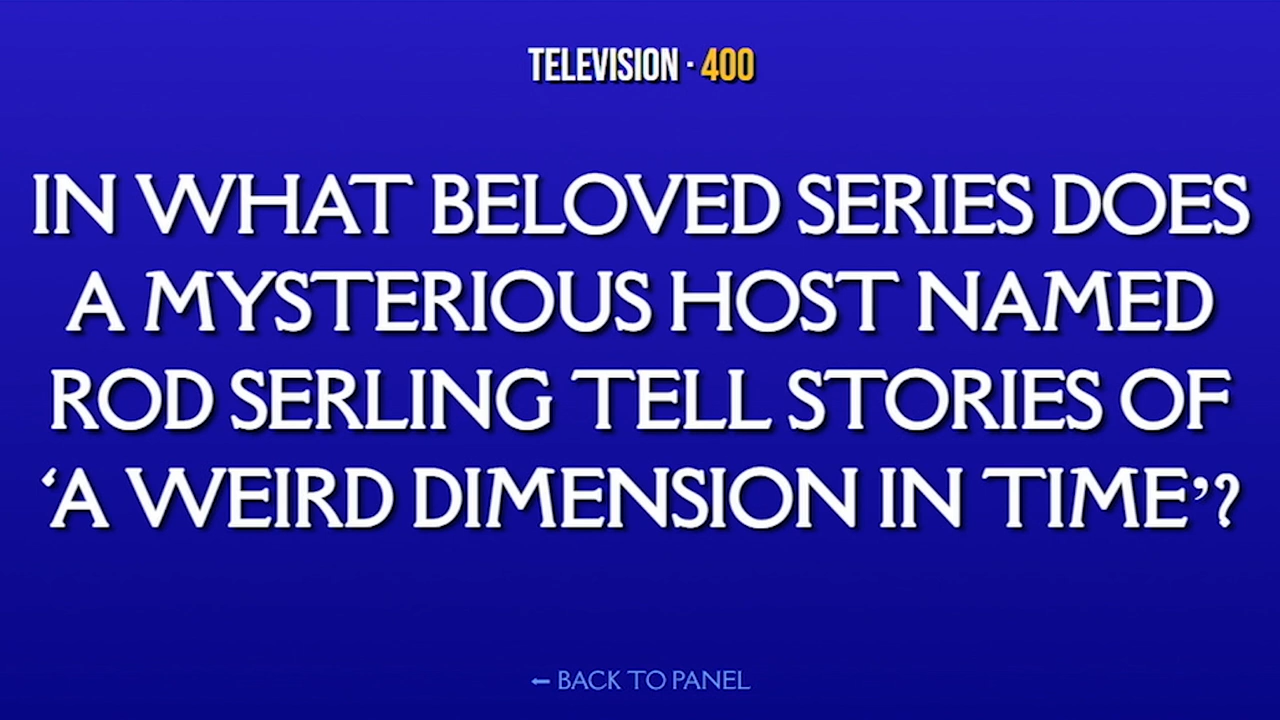 TELEVISION · 400
IN WHAT BELOVED SERIES DOES
A MYSTERIOUS HOST NAMED
ROD SERLING TELL STORIES OF
‘A WEIRD DIMENSION IN TIME’?
← BACK TO PANEL